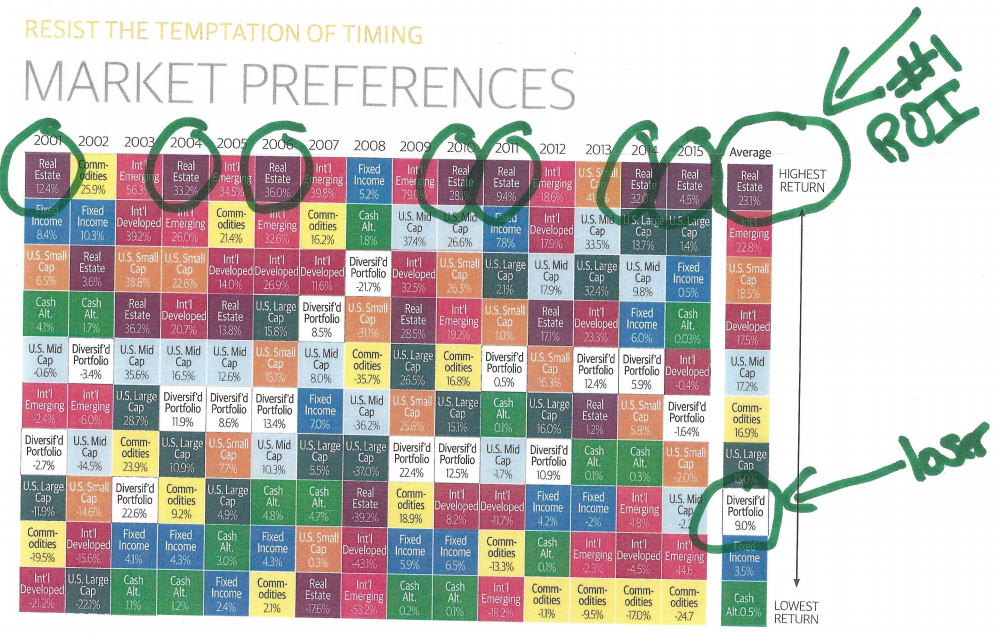 RESIST THE TEMPTATION OF TIMING
MARKET PREFERENCES
#1
ROI
2001 2002 2003 2004 2005 2006 2007 2008 2009 2010 2011 2012 2013 2014 2015 Average
Real Estate 12.4%
Comm-odities 25.9%
Int'l Emerging
Real Estate 33.2%
Int'l Emerging 34.5%
Real Estate 36.0%
Int'l Emerging 39.8%
Fixed Income 5.2%
Int'l Emerging
Real Estate
Real Estate 9.4%
Int'l Emerging 18.6%
U.S. Small Cap
Real Estate
Real Estate 4.5%
Real Estate 23.1%
HIGHEST
RETURN
Fixed Income 8.4%
Fixed Income 10.3%
Int'l Developed 39.2%
Int'l Emerging 26.0%
Comm-odities 21.4%
Int'l Emerging 32.6%
Comm-odities 16.2%
Cash Alt. 1.8%
U.S. Mid Cap 37.4%
U.S. Mid Cap 26.6%
Fixed Income 7.8%
Int'l Developed 17.9%
U.S. Mid Cap 33.5%
U.S. Large Cap 13.7%
U.S. Large Cap 1.4%
Int'l Emerging 22.8%
U.S. Small Cap 6.5%
Real Estate 3.6%
U.S. Small Cap 38.8%
U.S. Small Cap 22.6%
Int'l Developed 14.0%
Int'l Developed 26.9%
Int'l Developed 11.6%
Diversif'd Portfolio -21.7%
Int'l Developed 32.5%
U.S. Small Cap 26.3%
U.S. Large Cap 2.1%
U.S. Mid Cap 17.9%
U.S. Large Cap 32.4%
U.S. Mid Cap 9.8%
Fixed Income 0.5%
U.S. Small Cap 18.5%
Cash Alt. 4.1%
Cash Alt. 1.7%
Real Estate 36.2%
Int'l Developed 20.7%
Real Estate 13.8%
U.S. Large Cap 15.8%
Diversif'd Portfolio 8.5%
U.S. Small Cap -31.1%
Real Estate 28.5%
Int'l Emerging 19.2%
U.S. Small Cap 1.0%
Real Estate 17.1%
Int'l Developed 23.3%
Fixed Income 6.0%
Cash Alt. 0.03%
Int'l Developed 17.5%
U.S. Mid Cap -0.6%
Diversif'd Portfolio -3.4%
U.S. Mid Cap 35.6%
U.S. Mid Cap 16.5%
U.S. Mid Cap 12.6%
U.S. Small Cap 15.1%
U.S. Mid Cap 8.0%
Comm-odities -35.7%
U.S. Large Cap 26.5%
Comm-odities 16.8%
Diversif'd Portfolio 0.5%
U.S. Small Cap 16.3%
Diversif'd Portfolio 12.4%
Diversif'd Portfolio 5.9%
Int'l Developed -0.4%
U.S. Mid Cap 17.2%
Int'l Emerging -2.4%
Int'l Emerging -6.0%
U.S. Large Cap 28.7%
Diversif'd Portfolio 11.9%
Diversif'd Portfolio 8.6%
Diversif'd Portfolio 13.4%
Fixed Income 7.0%
U.S. Mid Cap -36.2%
U.S. Small Cap 25.6%
U.S. Large Cap 15.1%
Cash Alt. 0.1%
U.S. Large Cap 16.0%
Real Estate 1.2%
U.S. Small Cap 5.8%
Diversif'd Portfolio -1.64%
Comm-odities 16.9%
Diversif'd Portfolio -2.7%
U.S. Mid Cap -14.5%
Comm-odities 23.9%
U.S. Large Cap 10.9%
U.S. Small Cap 7.7%
U.S. Mid Cap 10.3%
U.S. Large Cap 5.5%
U.S. Large Cap -37.0%
Diversif'd Portfolio 22.4%
Diversif'd Portfolio 12.5%
U.S. Mid Cap -1.7%
Diversif'd Portfolio 10.9%
Cash Alt. 0.1%
Cash Alt. 0.3%
U.S. Small Cap -2.0%
U.S. Large Cap
loser
U.S. Large Cap -11.9%
U.S. Small Cap -14.6%
Diversif'd Portfolio 22.6%
Comm-odities 9.2%
U.S. Large Cap 4.9%
Cash Alt. 4.8%
Cash Alt. 4.7%
Real Estate -39.2%
Comm-odities 18.9%
Int'l Developed 8.2%
Int'l Developed -11.7%
Fixed Income 4.2%
Fixed Income -2%
Int'l Emerging -1.8%
U.S. Mid Cap
Diversif'd Portfolio 9.0%
Comm-odities -19.5%
Int'l Developed -15.6%
Fixed Income 4.1%
Fixed Income 4.3%
Cash Alt. 3.0%
Fixed Income 4.3%
U.S. Small Cap 0.3%
Int'l Developed -43.1%
Fixed Income 5.9%
Fixed Income 6.5%
Comm-odities -13.3%
Cash Alt. 0.1%
Int'l Emerging -2.3%
Int'l Developed -4.5%
Int'l Emerging -14.6
Fixed Income 3.5%
Int'l Developed -21.2%
U.S. Large Cap -22.1%
Cash Alt. 1.1%
Cash Alt. 1.2%
Fixed Income 2.4%
Comm-odities 2.1%
Real Estate -17.6%
Int'l Emerging -53.2%
Cash Alt. 0.2%
Cash Alt. 0.1%
Int'l Emerging -18.2%
Comm-odities -1.1%
Comm-odities -9.5%
Comm-odities -17.0%
Comm-odities -24.7
Cash Alt.0.5%
LOWEST
RETURN